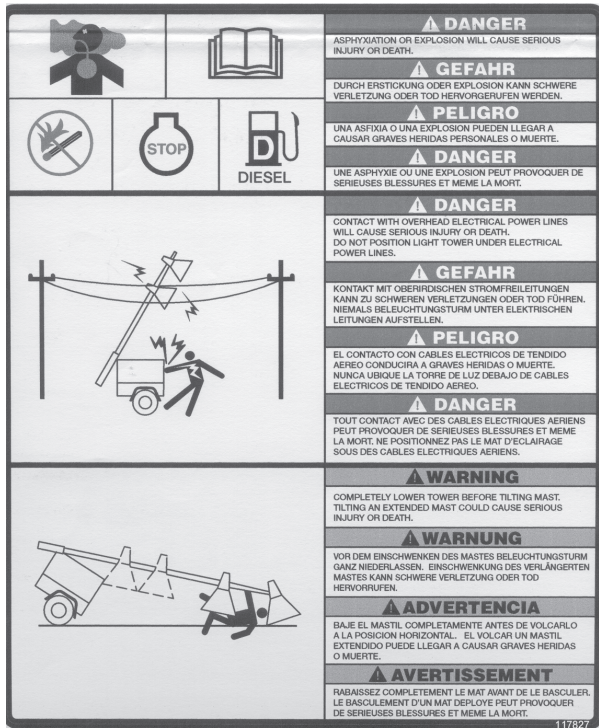 DANGER
ASPHYXIATION OR EXPLOSION WILL CAUSE SERIOUS
INJURY OR DEATH.
GEFAHR
DURCH ERSTICKUNG ODER EXPLOSION KANN SCHWERE
VERLETZUNG ODER TOD HERVORGERUFEN WERDEN.
PELIGRO
UNA ASFIXIA O UNA EXPLOSION PUEDEN LLEGAR A
CAUSAR GRAVES HERIDAS PERSONALES O MUERTE.
DANGER
UNE ASPHYXIE OU UNE EXPLOSION PEUT PROVOQUER DE
SERIEUSES BLESSURES ET MEME LA MORT.
STOP
D
DIESEL
DANGER
CONTACT WITH OVERHEAD ELECTRICAL POWER LINES
WILL CAUSE SERIOUS INJURY OR DEATH.
DO NOT POSITION LIGHT TOWER UNDER ELECTRICAL
POWER LINES.
GEFAHR
KONTAKT MIT OBERIRDISCHEN STROMFREILEITUNGEN
KANN ZU SCHWEREN VERLETZUNGEN ODER TOD FÜHREN.
NIEMALS BELEUCHTUNGSTURM UNTER ELEKTRISCHEN
LEITUNGEN AUFSTELLEN.
PELIGRO
EL CONTACTO CON CABLES ELECTRICOS DE TENDIDO
AEREO CONDUCIRA A GRAVES HERIDAS O MUERTE.
NUNCA UBIQUE LA TORRE DE LUZ DEBAJO DE CABLES
ELECTRICOS DE TENDIDO AEREO.
DANGER
TOUT CONTACT AVEC DES CABLES ELECTRIQUES AERIENS
PEUT PROVOQUER DE SERIEUSES BLESSURES ET MEME
LA MORT. NE POSITIONNEZ PAS LE MAT D'ECLAIRAGE
SOUS DES CABLES ELECTRIQUES AERIENS.
WARNING
COMPLETELY LOWER TOWER BEFORE TILTING MAST.
TILTING AN EXTENDED MAST COULD CAUSE SERIOUS
INJURY OR DEATH.
WARNUNG
VOR DEM EINSCHWENKEN DES MASTES BELEUCHTUNGSTURM
GANZ NIEDERLASSEN. EINSCHWENKUNG DES VERLÄNGERTEN
MASTES KANN SCHWERE VERLETZUNG ODER TOD
HERVORRUFEN.
ADVERTENCIA
BAJE EL MASTIL COMPLETAMENTE ANTES DE VOLCARLO
A LA POSICION HORIZONTAL. EL VOLCAR UN MASTIL
EXTENDIDO PUEDE LLEGAR A CAUSAR GRAVES HERIDAS
O MUERTE.
AVERTISSEMENT
RABAISSEZ COMPLETEMENT LE MAT AVANT DE LE BASCULER.
LE BASCULEMENT D'UN MAT DEPLOYE PEUT PROVOQUER
DE SERIEUSES BLESSURES ET MEME LA MORT.
117827